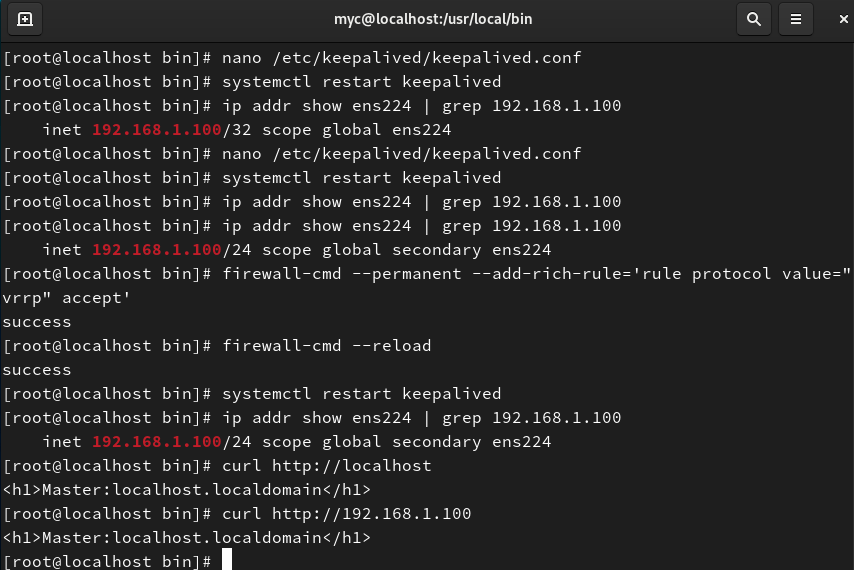 myc@localhost:/usr/local/bin
[root@localhost bin]# nano /etc/keepalived/keepalived.conf
[root@localhost bin]# systemctl restart keepalived
[root@localhost bin]# ip addr show ens224 | grep 192.168.1.100
    inet 192.168.1.100/32 scope global ens224
[root@localhost bin]# nano /etc/keepalived/keepalived.conf
[root@localhost bin]# systemctl restart keepalived
[root@localhost bin]# ip addr show ens224 | grep 192.168.1.100
[root@localhost bin]# ip addr show ens224 | grep 192.168.1.100
    inet 192.168.1.100/24 scope global secondary ens224
[root@localhost bin]# firewall-cmd --permanent --add-rich-rule='rule protocol value="
vrrp" accept'
success
[root@localhost bin]# firewall-cmd --reload
success
[root@localhost bin]# systemctl restart keepalived
[root@localhost bin]# ip addr show ens224 | grep 192.168.1.100
    inet 192.168.1.100/24 scope global secondary ens224
[root@localhost bin]# curl http://localhost
<h1>Master:localhost.localdomain</h1>
[root@localhost bin]# curl http://192.168.1.100
<h1>Master:localhost.localdomain</h1>
[root@localhost bin]#